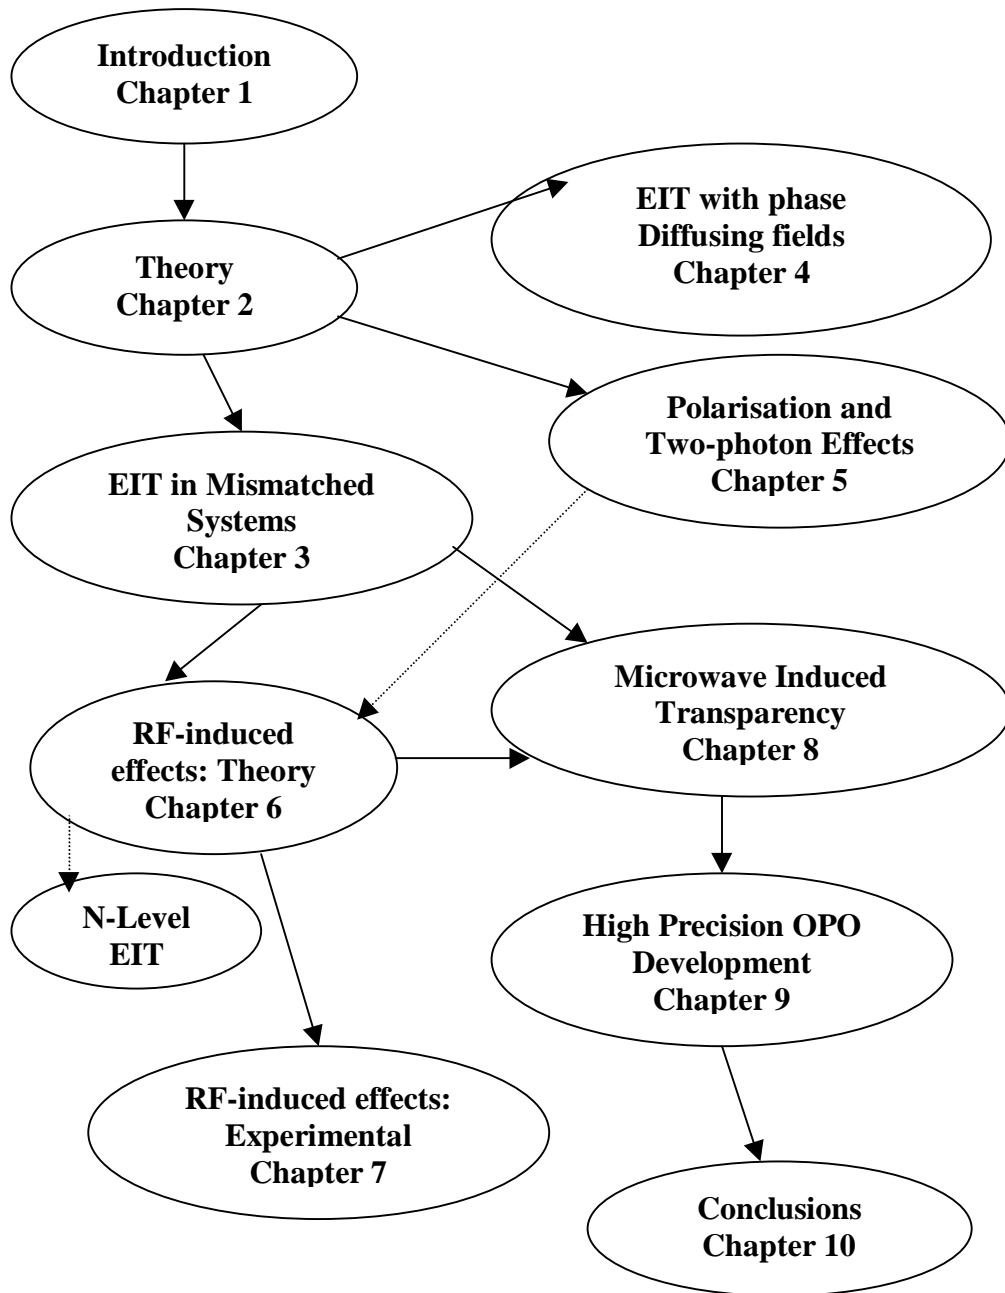 Introduction
Chapter 1
EIT with phase
Diffusing fields
Chapter 4
Theory
Chapter 2
Polarisation and
Two-photon Effects
Chapter 5
EIT in Mismatched
Systems
Chapter 3
Microwave Induced
Transparency
Chapter 8
RF-induced
effects: Theory
Chapter 6
N-Level
EIT
High Precision OPO
Development
Chapter 9
RF-induced effects:
Experimental
Chapter 7
Conclusions
Chapter 10